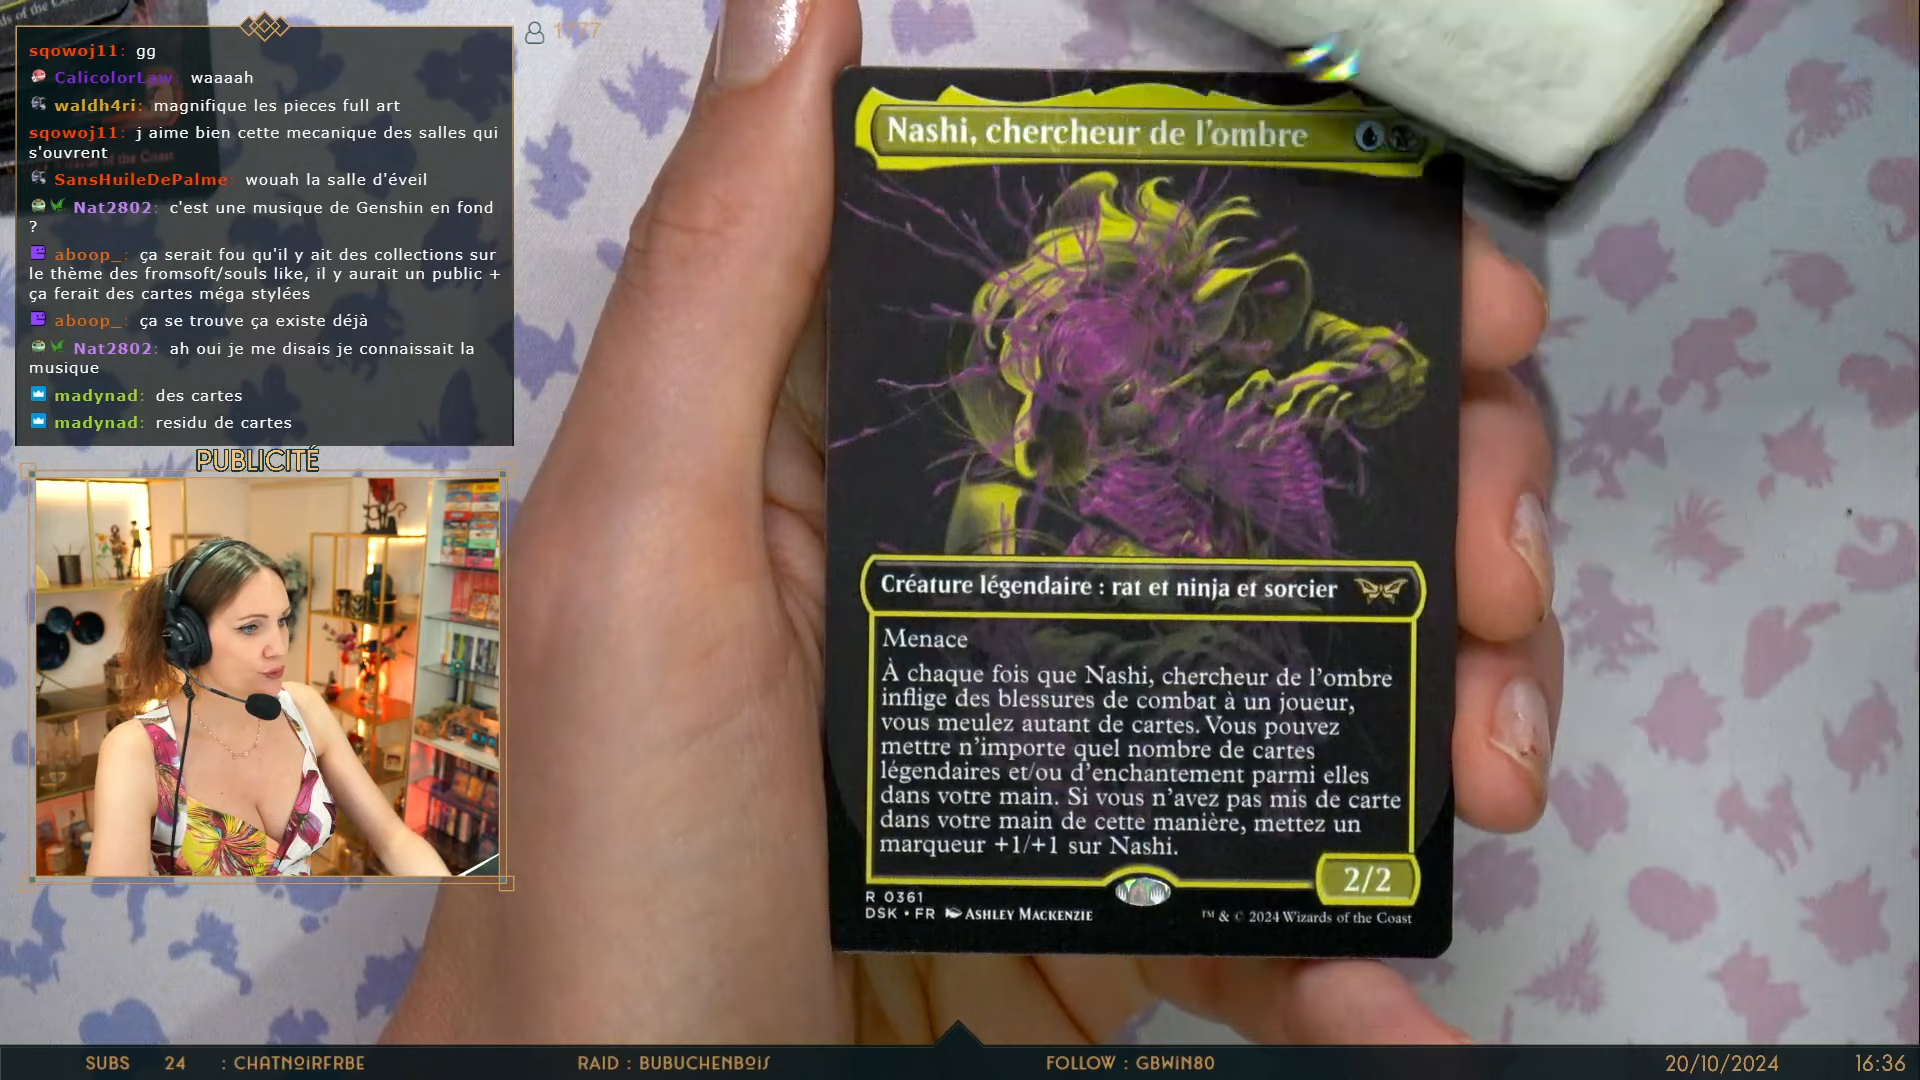 sqowoj11: gg
CalicolorLaw: waaaah
waldh4ri: magnifique les pieces full art
sqowoj11: j aime bien cette mecanique des salles qui
s'ouvrent
SansHuileDePalme: wouah la salle d'éveil
Nat2802: c'est une musique de Genshin en fond
?
aboop_: ça serait fou qu'il y ait des collections sur
le thème des fromsoft/souls like, il y aurait un public +
ça ferait des cartes méga stylées
aboop_: ça se trouve ça existe déjà
Nat2802: ah oui je me disais je connaissait la
musique
madynad: des cartes
madynad: residu de cartes
PUBLICITÉ
1777
Nashi, chercheur de l'ombre
Créature légendaire : rat et ninja et sorcier
Menace
À chaque fois que Nashi, chercheur de l'ombre
inflige des blessures de combat à un joueur,
vous meulez autant de cartes. Vous pouvez
mettre n'importe quel nombre de cartes
légendaires et/ou d'enchantement parmi elles
dans votre main. Si vous n'avez pas mis de carte
dans votre main de cette manière, mettez un
marqueur +1/+1 sur Nashi.
2/2
R 0361
DSK • FR ASHLEY MACKENZIE
™ & © 2024 Wizards of the Coast
SUBS 24 : CHATNOIRFRBE
RAID : BUBUCHENBOIS
FOLLOW : GBWIN80
20/10/2024 16:36